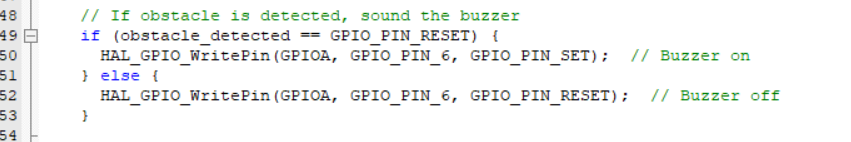 48 // If obstacle is detected, sound the buzzer
49 if (obstacle_detected == GPIO_PIN_RESET) {
50 HAL_GPIO_WritePin(GPIOA, GPIO_PIN_6, GPIO_PIN_SET); // Buzzer on
51 } else {
52 HAL_GPIO_WritePin(GPIOA, GPIO_PIN_6, GPIO_PIN_RESET); // Buzzer off
53 }
54